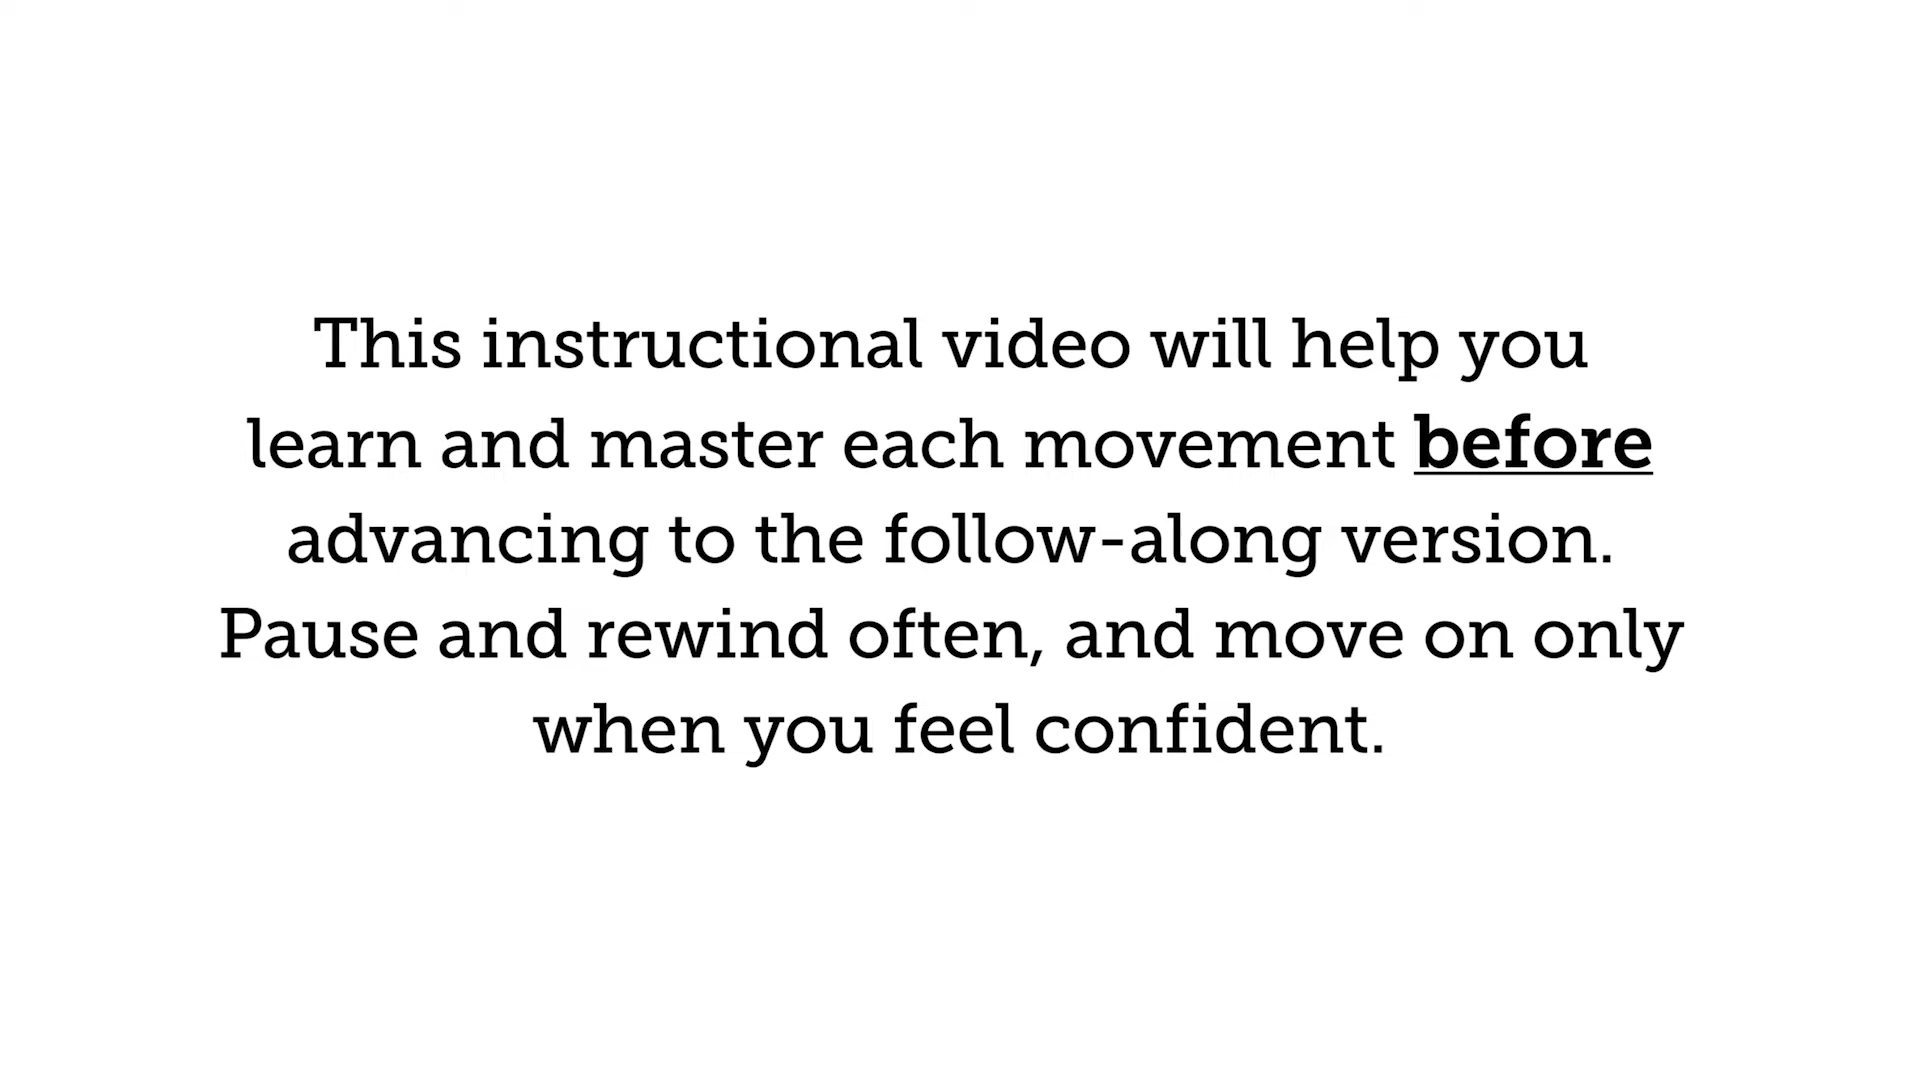 This instructional video will help you
learn and master each movement before
advancing to the follow-along version.
Pause and rewind often, and move on only
when you feel confident.